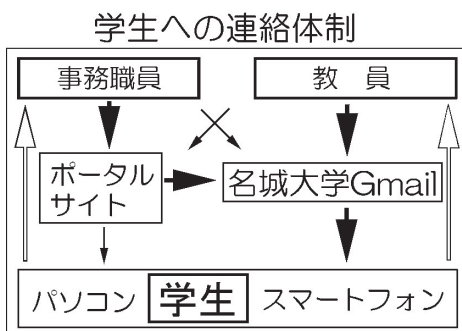 学生への連絡体制
事務職員
教 員
ポータル
サイト
名城大学Gmail
パソコン 学生 スマートフォン